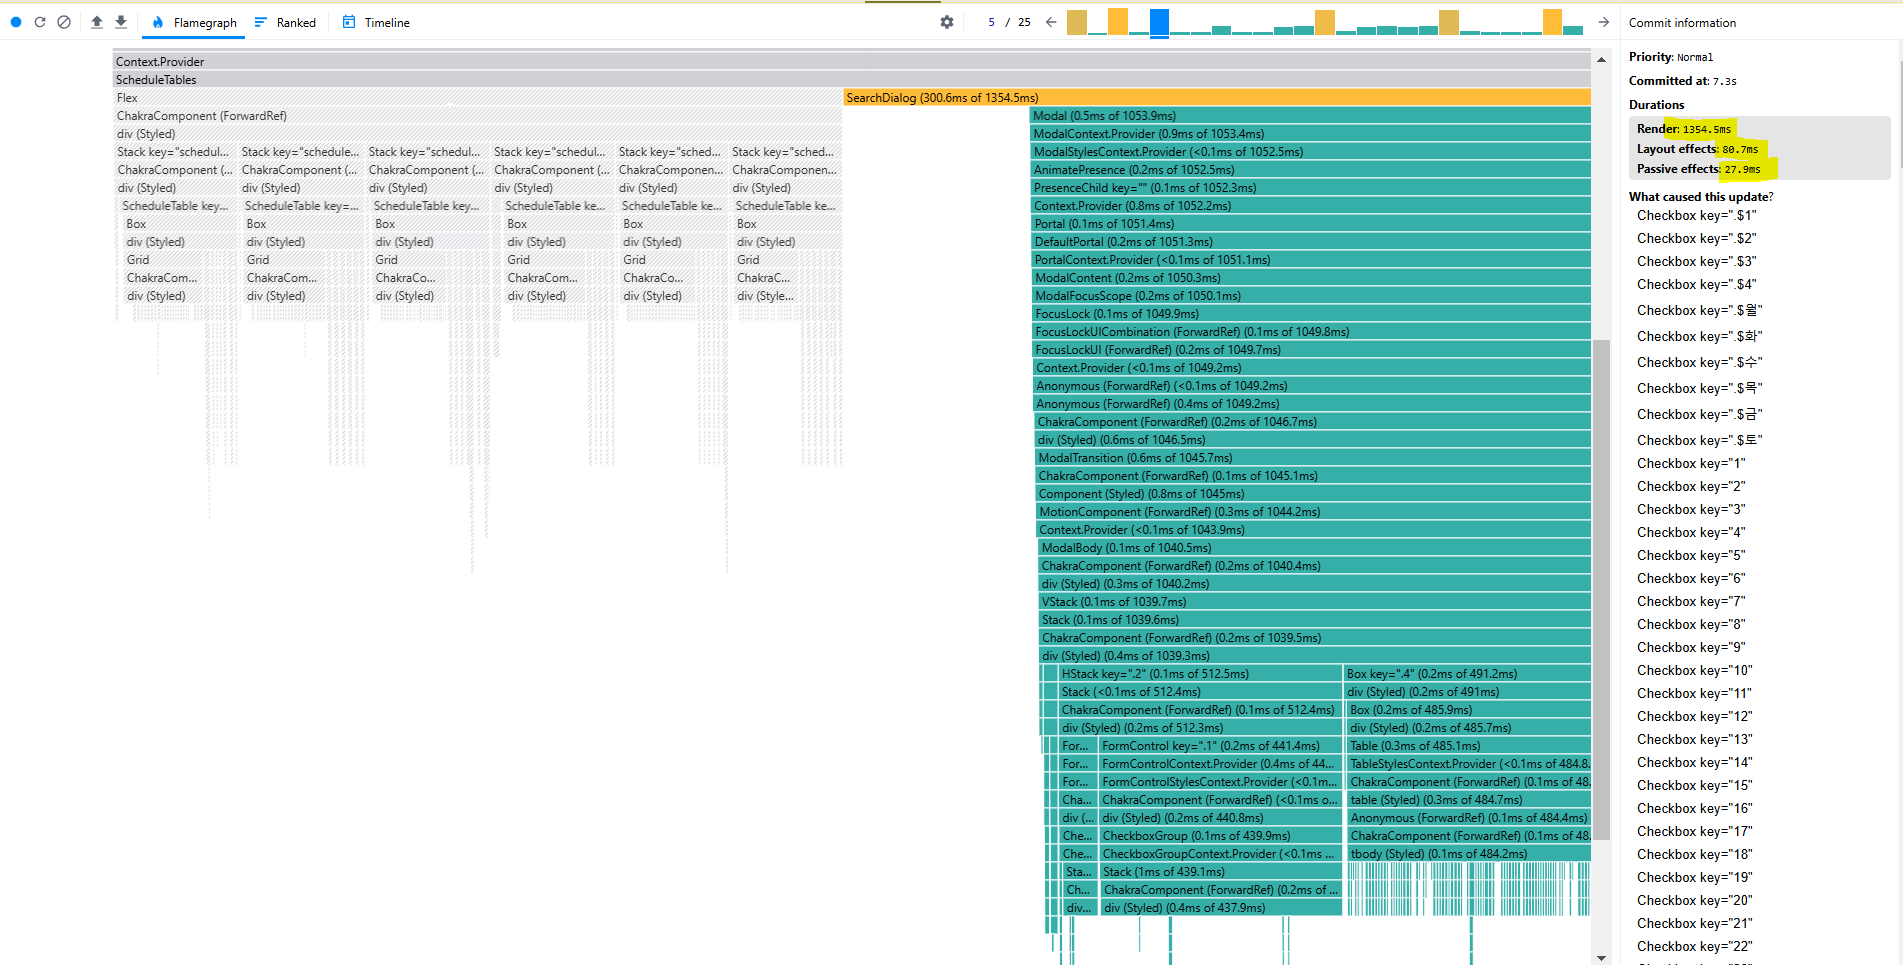 Flamegraph Ranked Timeline 5 / 25 Commit information
Context.Provider
ScheduleTables
Flex SearchDialog (300.6ms of 1354.5ms)
ChakraComponent (ForwardRef) Modal (0.5ms of 1053.9ms)
div (Styled) ModalContext.Provider (0.9ms of 1053.4ms)
Stack key="schedul... Stack key="schedule... Stack key="schedul... Stack key="schedul... Stack key="sched... Stack key="sched... ModalStylesContext.Provider (<0.1ms of 1052.5ms)
ChakraComponent (... ChakraComponent (... ChakraComponent (... ChakraComponent (... ChakraComponen... ChakraComponen... AnimatePresence (0.2ms of 1052.5ms)
div (Styled) div (Styled) div (Styled) div (Styled) div (Styled) div (Styled) PresenceChild key="" (0.1ms of 1052.3ms)
ScheduleTable key... ScheduleTable key=... ScheduleTable key... ScheduleTable ke... ScheduleTable ke... ScheduleTable ke... Context.Provider (0.8ms of 1052.2ms)
Box Box Box Box Box Box Portal (0.1ms of 1051.4ms)
div (Styled) div (Styled) div (Styled) div (Styled) div (Styled) div (Styled) DefaultPortal (0.2ms of 1051.3ms)
Grid Grid Grid Grid Grid Grid PortalContext.Provider (<0.1ms of 1051.1ms)
ChakraCom... ChakraCom... ChakraCo... ChakraCom... ChakraCo... ChakraC... ModalContent (0.2ms of 1050.3ms)
div (Styled) div (Styled) div (Styled) div (Styled) div (Styled) div (Style... ModalFocusScope (0.2ms of 1050.1ms)
FocusLock (0.1ms of 1049.9ms)
FocusLockUICombination (ForwardRef) (0.1ms of 1049.8ms)
FocusLockUI (ForwardRef) (0.2ms of 1049.7ms)
Context.Provider (<0.1ms of 1049.2ms)
Anonymous (ForwardRef) (<0.1ms of 1049.2ms)
Anonymous (ForwardRef) (0.4ms of 1049.2ms)
ChakraComponent (ForwardRef) (0.2ms of 1046.7ms)
div (Styled) (0.6ms of 1046.5ms)
ModalTransition (0.6ms of 1045.7ms)
ChakraComponent (ForwardRef) (0.1ms of 1045.1ms)
Component (Styled) (0.8ms of 1045ms)
MotionComponent (ForwardRef) (0.3ms of 1044.2ms)
Context.Provider (<0.1ms of 1043.9ms)
ModalBody (0.1ms of 1040.5ms)
ChakraComponent (ForwardRef) (0.2ms of 1040.4ms)
div (Styled) (0.3ms of 1040.2ms)
VStack (0.1ms of 1039.7ms)
Stack (0.1ms of 1039.6ms)
ChakraComponent (ForwardRef) (0.2ms of 1039.5ms)
div (Styled) (0.4ms of 1039.3ms)
HStack key=".2" (0.1ms of 512.5ms) Box key=".4" (0.2ms of 491.2ms)
Stack (<0.1ms of 512.4ms) div (Styled) (0.2ms of 491ms)
ChakraComponent (ForwardRef) (0.1ms of 512.4ms) Box (0.2ms of 485.9ms)
div (Styled) (0.2ms of 512.3ms) div (Styled) (0.2ms of 485.7ms)
For... FormControl key=".1" (0.2ms of 441.4ms) Table (0.3ms of 485.1ms)
For... FormControlContext.Provider (0.4ms of 44... TableStylesContext.Provider (<0.1ms of 484.8.
For... FormControlStylesContext.Provider (<0.1m... ChakraComponent (ForwardRef) (0.1ms of 48.
Cha... ChakraComponent (ForwardRef) (<0.1ms o... table (Styled) (0.3ms of 484.7ms)
div (... div (Styled) (0.2ms of 440.8ms) Anonymous (ForwardRef) (0.1ms of 484.4ms)
Che... CheckboxGroup (0.1ms of 439.9ms) ChakraComponent (ForwardRef) (0.1ms of 48.
Che... CheckboxGroupContext.Provider (<0.1ms ... tbody (Styled) (0.1ms of 484.2ms)
Sta... Stack (1ms of 439.1ms)
Ch... ChakraComponent (ForwardRef) (0.2ms of ...
div... div (Styled) (0.4ms of 437.9ms)
Priority: Normal
Committed at: 7.3s
Durations
Render: 1354.5ms
Layout effects: 80.7ms
Passive effects: 27.9ms
What caused this update?
Checkbox key=".$1"
Checkbox key=".$2"
Checkbox key=".$3"
Checkbox key=".$4"
Checkbox key=".$월"
Checkbox key=".$화"
Checkbox key=".$수"
Checkbox key=".$목"
Checkbox key=".$금"
Checkbox key=".$토"
Checkbox key="1"
Checkbox key="2"
Checkbox key="3"
Checkbox key="4"
Checkbox key="5"
Checkbox key="6"
Checkbox key="7"
Checkbox key="8"
Checkbox key="9"
Checkbox key="10"
Checkbox key="11"
Checkbox key="12"
Checkbox key="13"
Checkbox key="14"
Checkbox key="15"
Checkbox key="16"
Checkbox key="17"
Checkbox key="18"
Checkbox key="19"
Checkbox key="20"
Checkbox key="21"
Checkbox key="22"